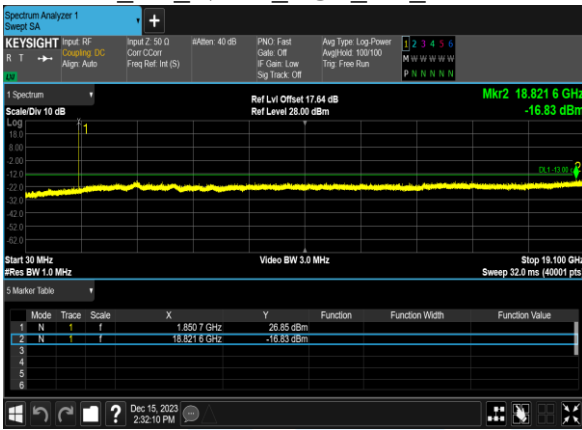 Spectrum Analyzer 1
Swept SA
+
KEYSIGHT
R T
LV
Input: RF
Coupling: DC
Align: Auto
Input Z: 50 Ω
Corr CCorr
Freq Ref: Int (S)
#Atten: 40 dB
PNO: Fast
Gate: Off
IF Gain: Low
Sig Track: Off
Avg Type: Log-Power
Avg|Hold: 100/100
Trig: Free Run
1 2 3 4 5 6
M W W W W W
P N N N N N
1 Spectrum
Scale/Div 10 dB
Ref Lvl Offset 17.64 dB
Ref Level 28.00 dBm
Mkr2 18.821 6 GHz
-16.83 dBm
Log
18.0
8.00
-2.00
-12.0
-22.0
-32.0
-42.0
-52.0
-62.0
1
2
DL1 -13.00
Start 30 MHz
#Res BW 1.0 MHz
Video BW 3.0 MHz
Stop 19.100 GHz
Sweep 32.0 ms (40001 pts
5 Marker Table
Mode Trace Scale X Y Function Function Width Function Value
1 N 1 f 1.850 7 GHz 26.85 dBm
2 N 1 f 18.821 6 GHz -16.83 dBm
3
4
5
6
?
Dec 15, 2023
2:32:10 PM